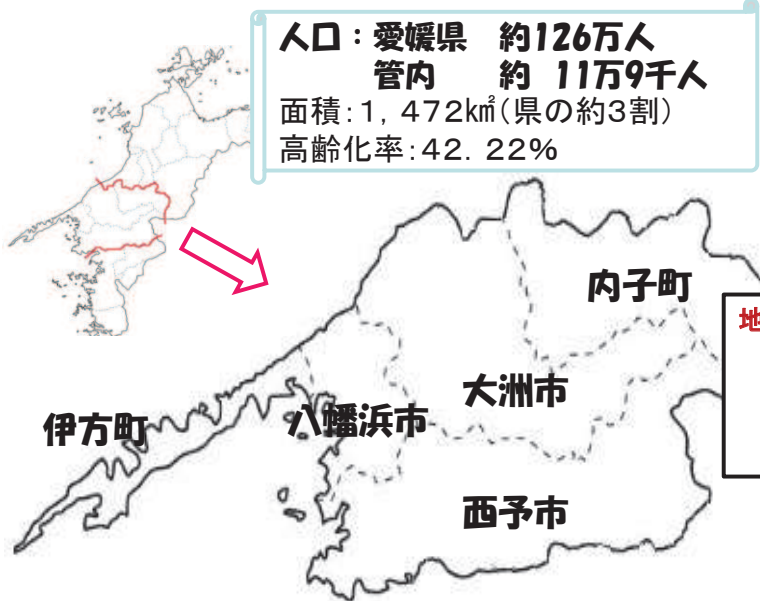 人口：愛媛県　約126万人
管内　　約 11万9千人
面積：1，472㎢（県の約3割）
高齢化率：42．22%
内子町
地
大洲市
伊方町
八幡浜市
西予市